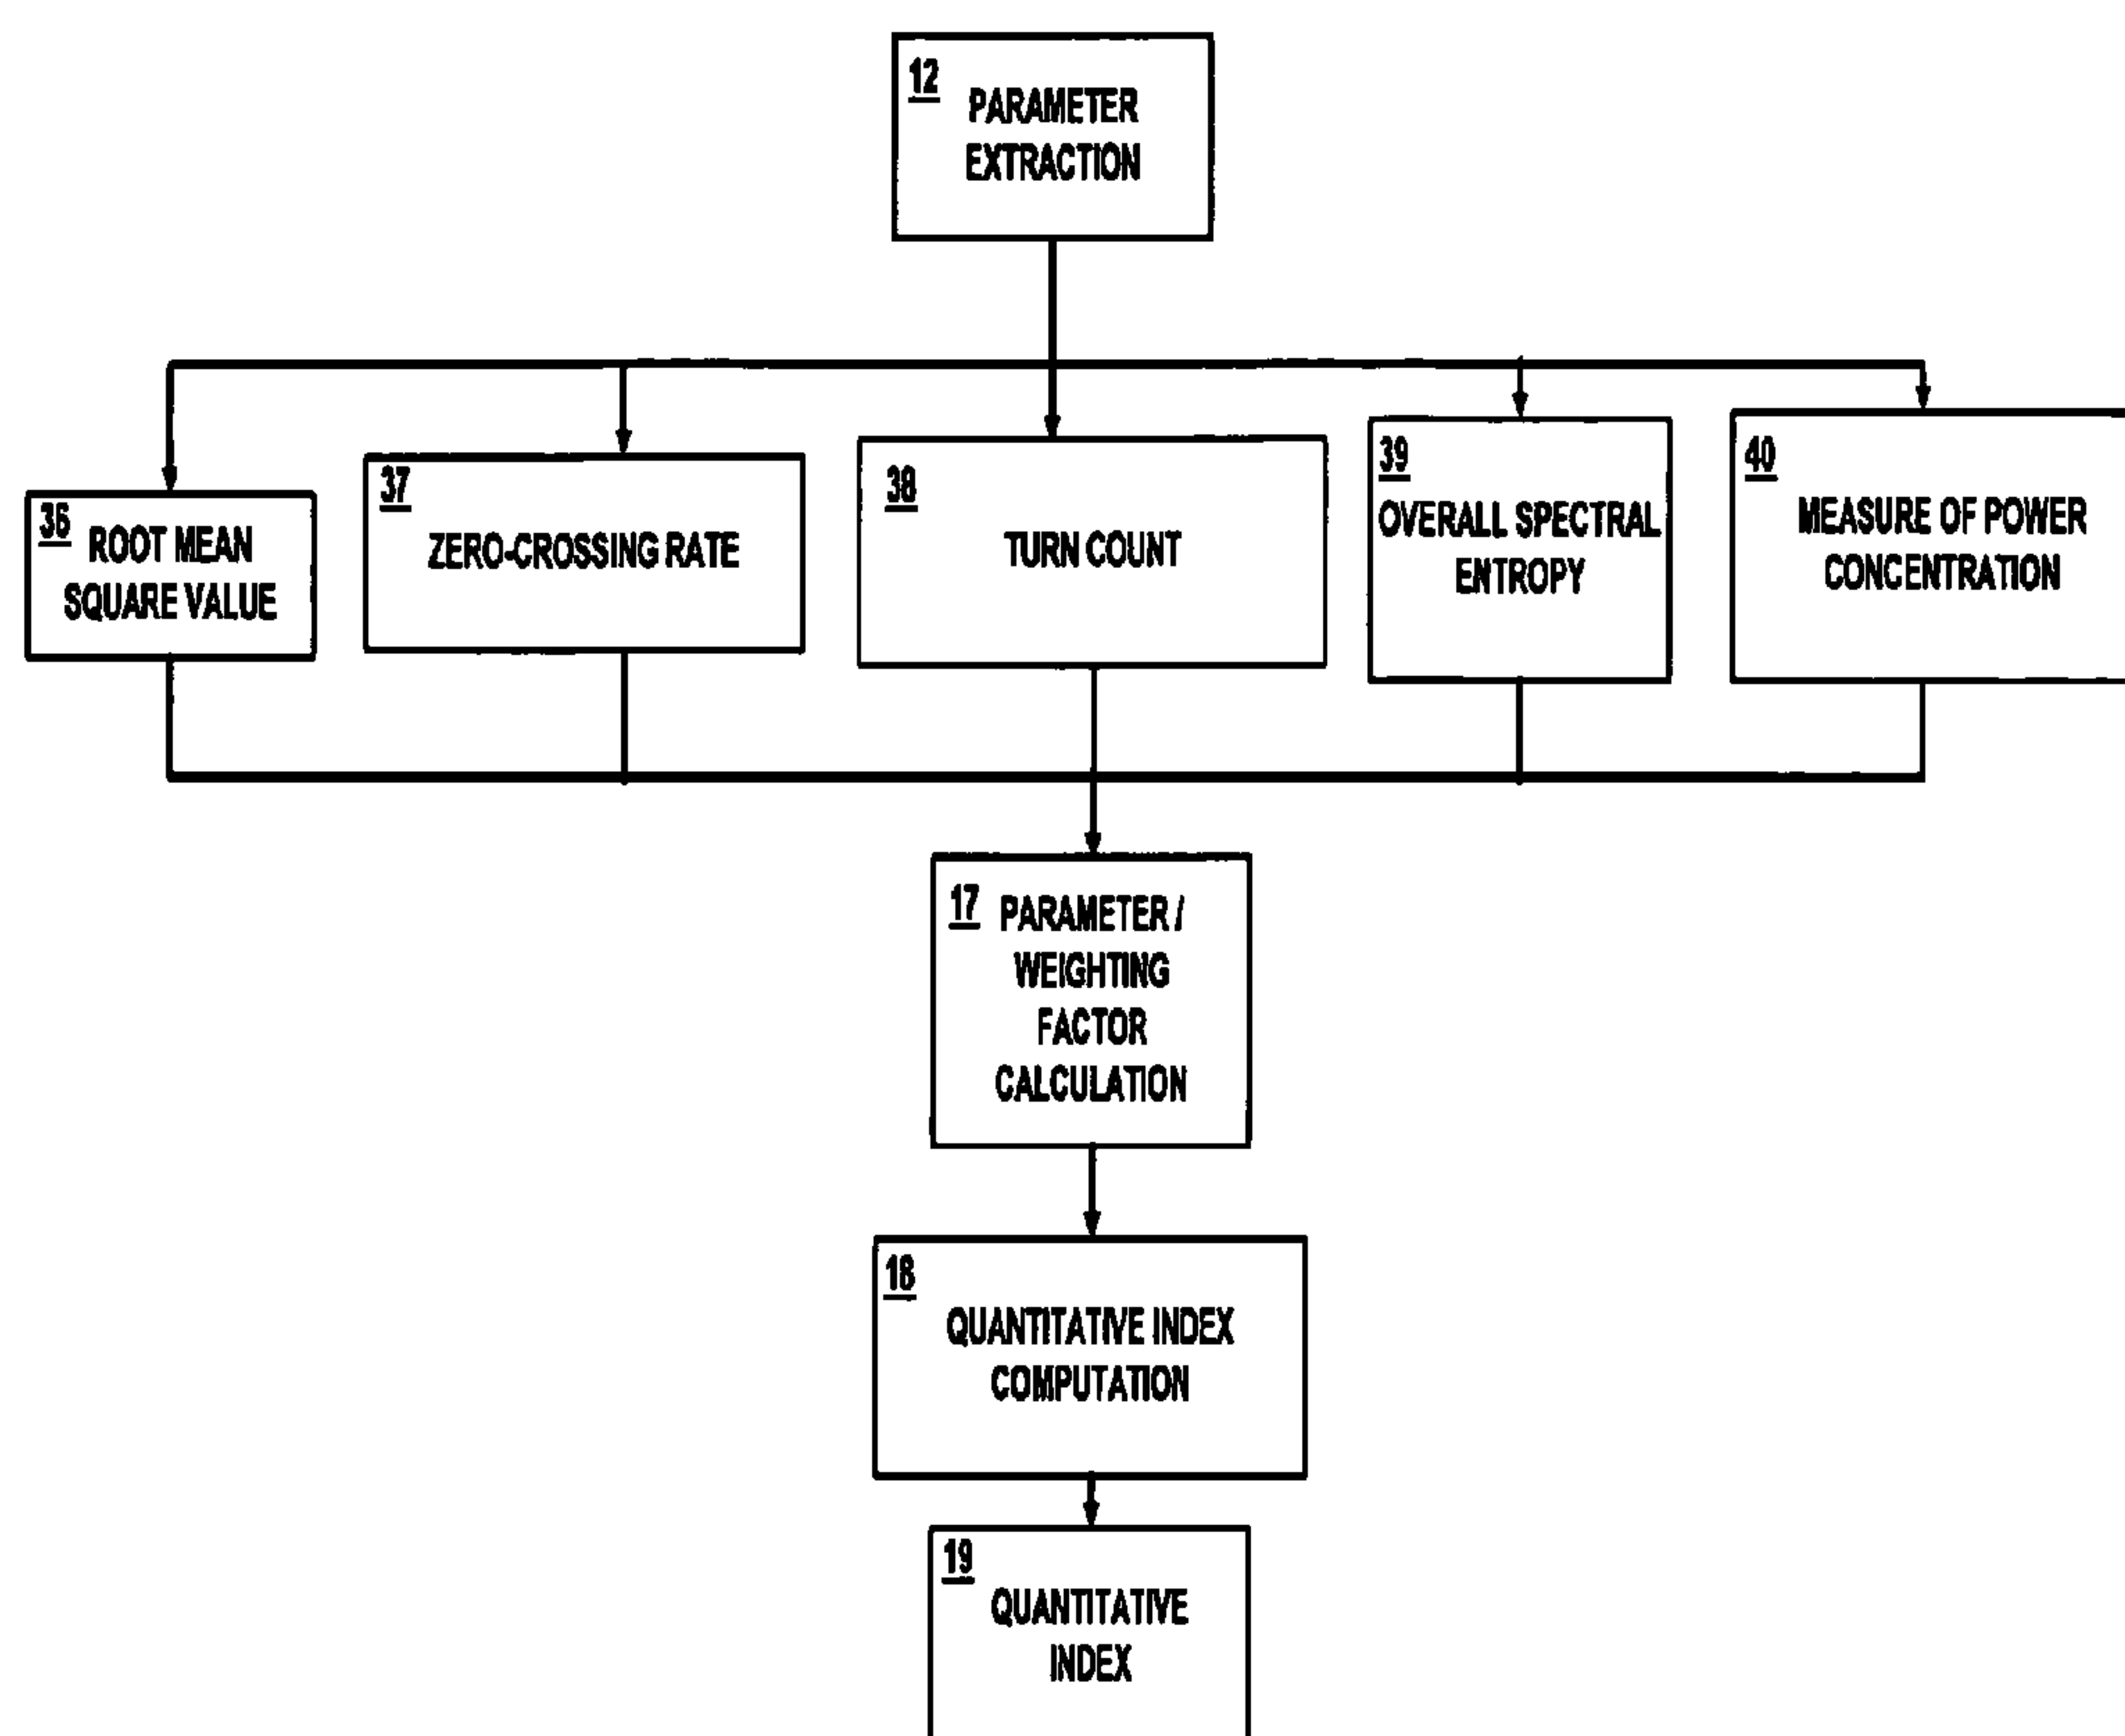 12
PARAMETER
EXTRACTION
36
ROOT MEAN
SQUARE VALUE
37
ZERO-CROSSING RATE
38
TURN COUNT
39
OVERALL SPECTRAL
ENTROPY
40
MEASURE OF POWER
CONCENTRATION
17
PARAMETER /
WEIGHTING
FACTOR
CALCULATION
18
QUANTITATIVE INDEX
COMPUTATION
19
QUANTITATIVE
INDEX